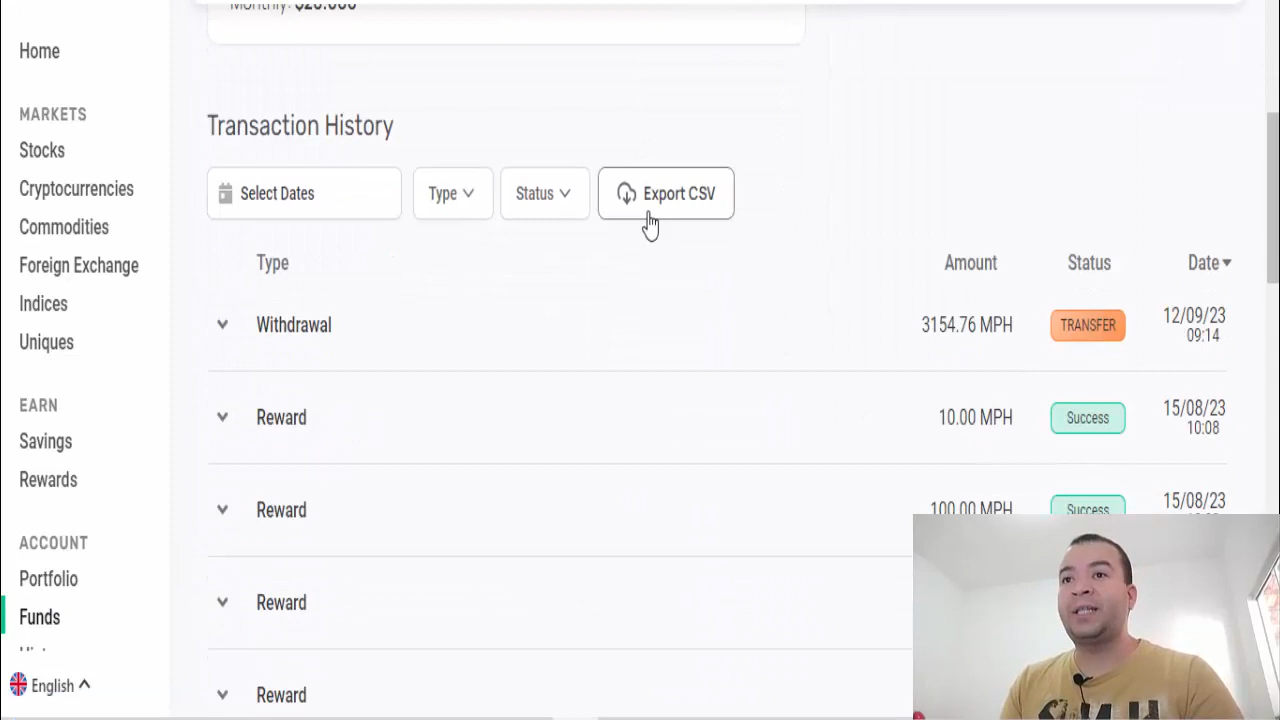 Monthly: $20.000
Home
MARKETS
Stocks
Cryptocurrencies
Commodities
Foreign Exchange
Indices
Uniques
EARN
Savings
Rewards
ACCOUNT
Portfolio
Funds
English
Transaction History
Select Dates
Type
Status
Export CSV
Type Amount Status Date
Withdrawal 3154.76 MPH TRANSFER 12/09/23
09:14
Reward 10.00 MPH Success 15/08/23
10:08
Reward 100.00 MPH Success 15/08/23
Reward
Reward